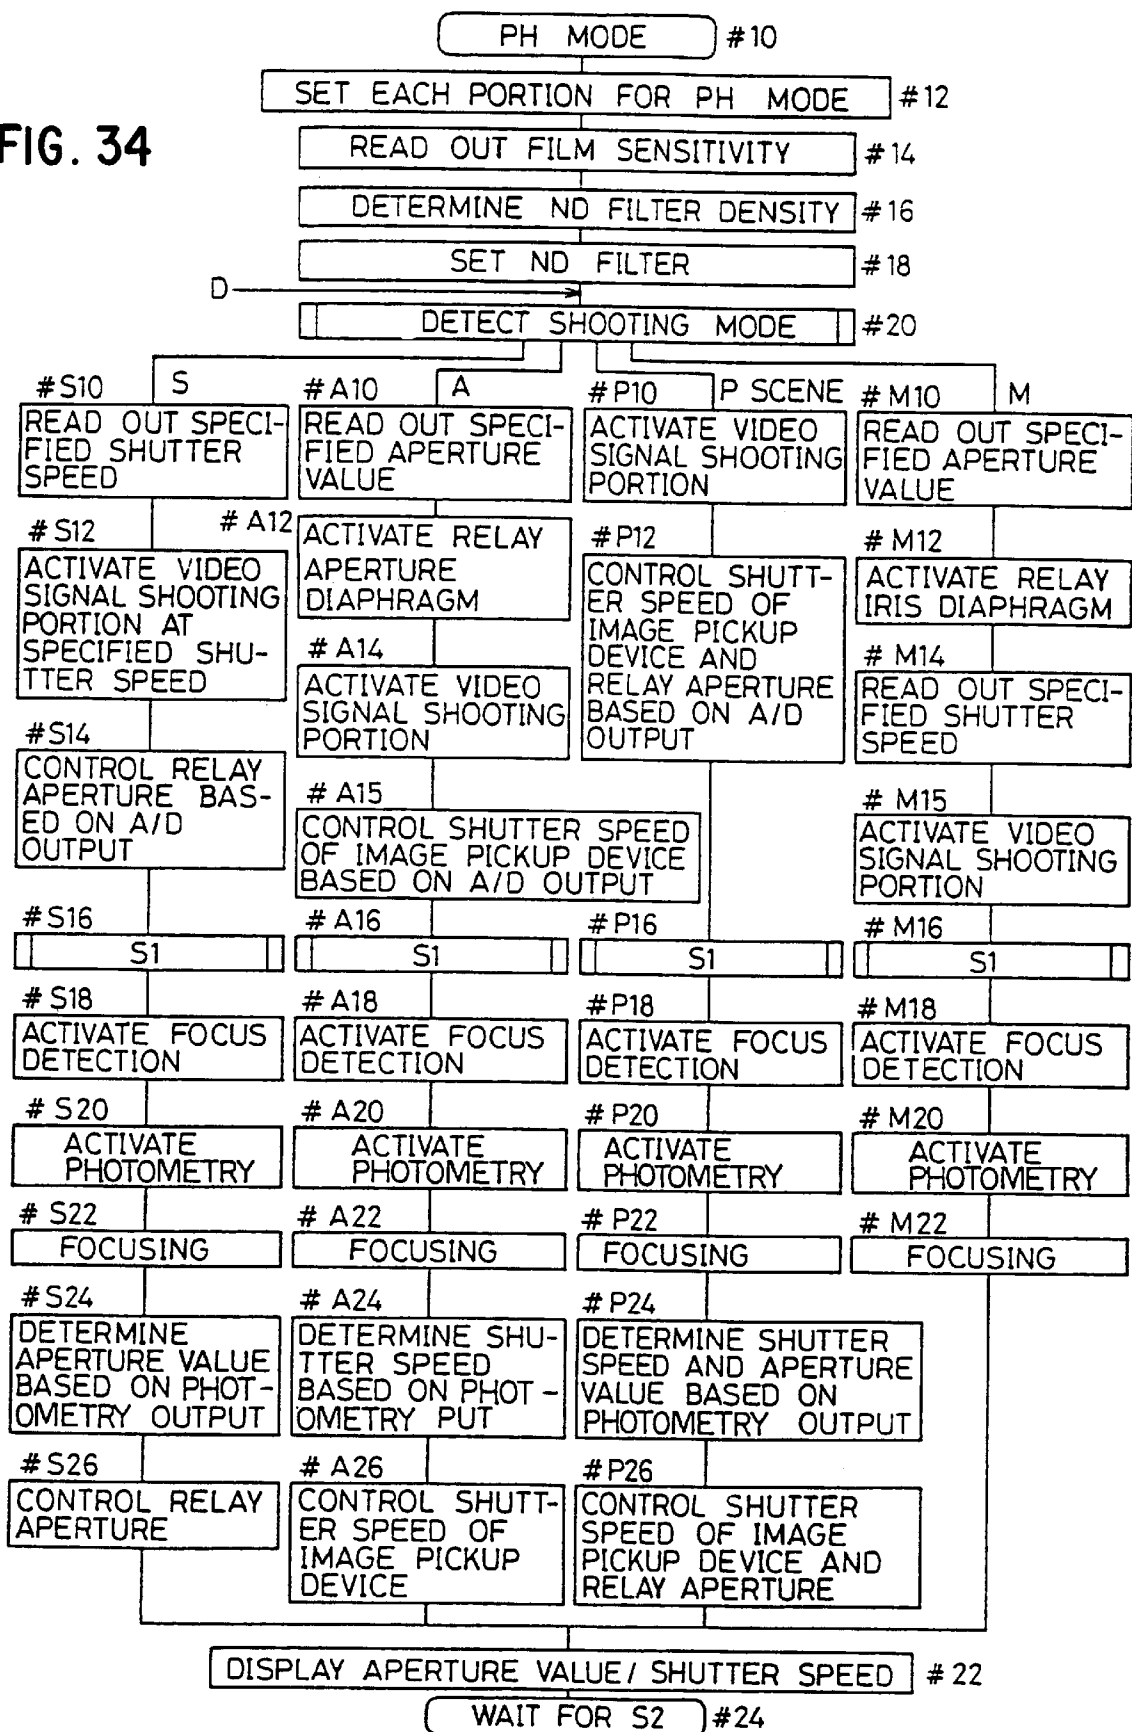 PH MODE #10
SET EACH PORTION FOR PH MODE #12
FIG. 34
READ OUT FILM SENSITIVITY #14
DETERMINE ND FILTER DENSITY #16
SET ND FILTER #18
D
DETECT SHOOTING MODE #20
#S10 S
READ OUT SPECI-
FIED SHUTTER
SPEED
#S12
ACTIVATE VIDEO
SIGNAL SHOOTING
PORTION AT
SPECIFIED SHU-
TTER SPEED
#S14
CONTROL RELAY
APERTURE BAS-
ED ON A/D
OUTPUT
#S16
S1
#S18
ACTIVATE FOCUS
DETECTION
#S20
ACTIVATE
PHOTOMETRY
#S22
FOCUSING
#S24
DETERMINE
APERTURE VALUE
BASED ON PHOT-
OMETRY OUTPUT
#S26
CONTROL RELAY
APERTURE
#A10 A
READ OUT SPECI-
FIED APERTURE
VALUE
#A12
ACTIVATE RELAY
APERTURE
DIAPHRAGM
#A14
ACTIVATE VIDEO
SIGNAL SHOOTING
PORTION
#A15
CONTROL SHUTTER SPEED
OF IMAGE PICKUP DEVICE
BASED ON A/D OUTPUT
#A16
S1
#A18
ACTIVATE FOCUS
DETECTION
#A20
ACTIVATE
PHOTOMETRY
#A22
FOCUSING
#A24
DETERMINE SHU-
TTER SPEED
BASED ON PHOT-
OMETRY PUT
#A26
CONTROL SHUTT-
ER SPEED OF
IMAGE PICKUP
DEVICE
#P10 P SCENE
ACTIVATE VIDEO
SIGNAL SHOOTING
PORTION
#P12
CONTROL SHUTT-
ER SPEED OF
IMAGE PICKUP
DEVICE AND
RELAY APERTURE
BASED ON A/D
OUTPUT
#P16
S1
#P18
ACTIVATE FOCUS
DETECTION
#P20
ACTIVATE
PHOTOMETRY
#P22
FOCUSING
#P24
DETERMINE SHUTTER
SPEED AND APERTURE
VALUE BASED ON
PHOTOMETRY OUTPUT
#P26
CONTROL SHUTTER
SPEED OF IMAGE
PICKUP DEVICE AND
RELAY APERTURE
#M10 M
READ OUT SPECI-
FIED APERTURE
VALUE
#M12
ACTIVATE RELAY
IRIS DIAPHRAGM
#M14
READ OUT SPECI-
FIED SHUTTER
SPEED
#M15
ACTIVATE VIDEO
SIGNAL SHOOTING
PORTION
#M16
S1
#M18
ACTIVATE FOCUS
DETECTION
#M20
ACTIVATE
PHOTOMETRY
#M22
FOCUSING
DISPLAY APERTURE VALUE/SHUTTER SPEED #22
WAIT FOR S2 #24